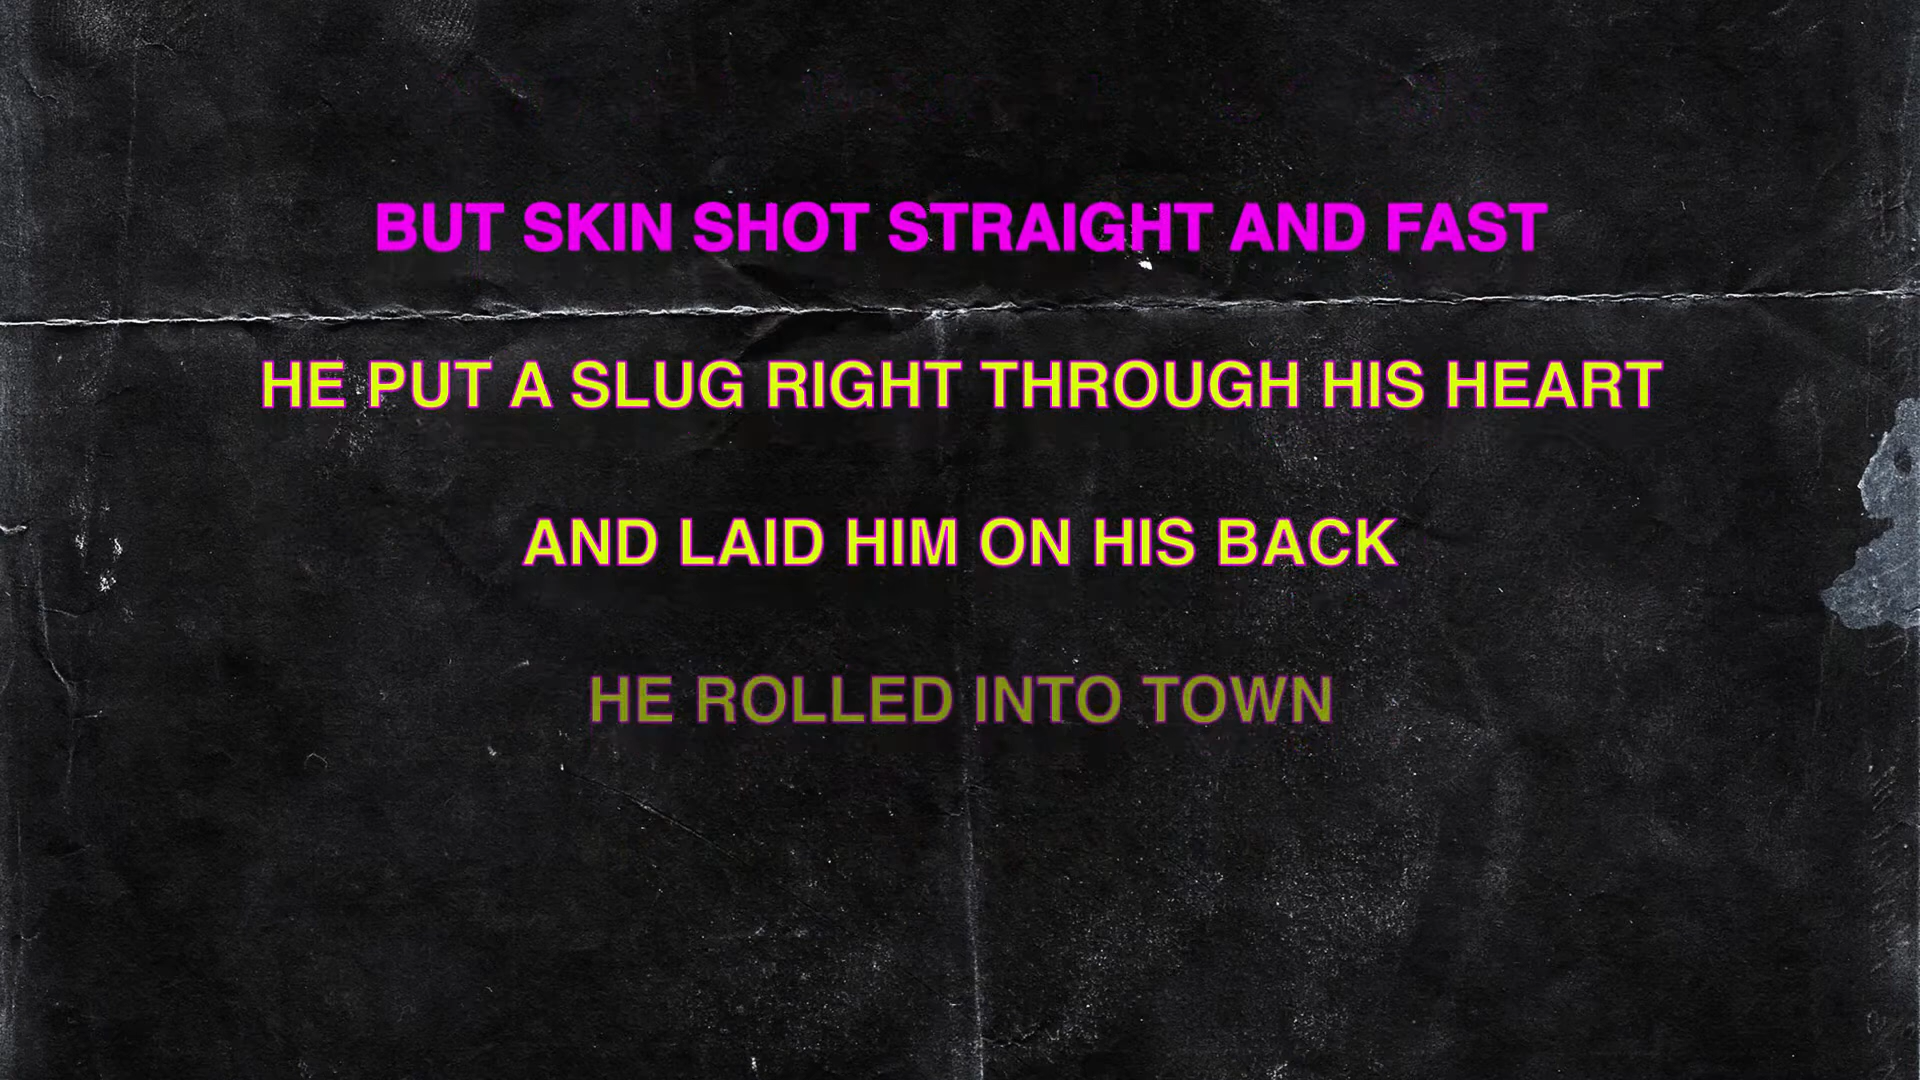 BUT SKIN SHOT STRAIGHT AND FAST
HE PUT A SLUG RIGHT THROUGH HIS HEART
AND LAID HIM ON HIS BACK
HE ROLLED INTO TOWN